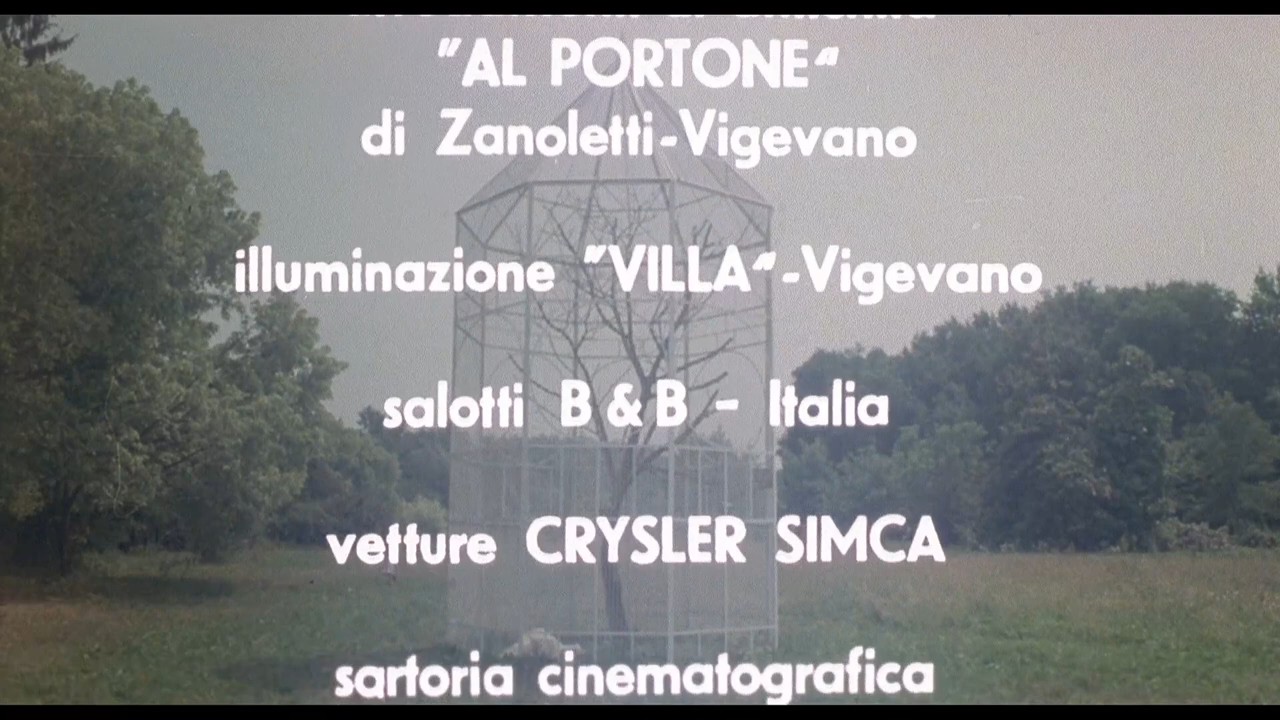 "AL PORTONE"
di Zanoletti-Vigevano
illuminazione "VILLA"-Vigevano
salotti B & B - Italia
vetture CRYSLER SIMCA
sartoria cinematografica